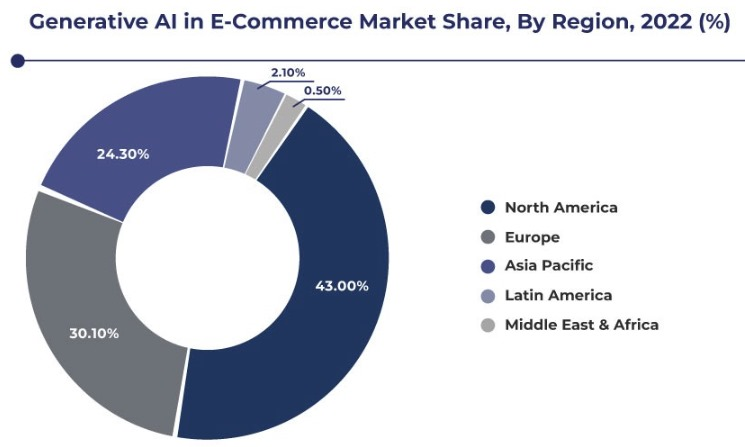 Generative AI in E-Commerce Market Share, By Region, 2022 (%)
2.10%
0.50%
24.30%
43.00%
30.10%
North America
Europe
Asia Pacific
Latin America
Middle East & Africa